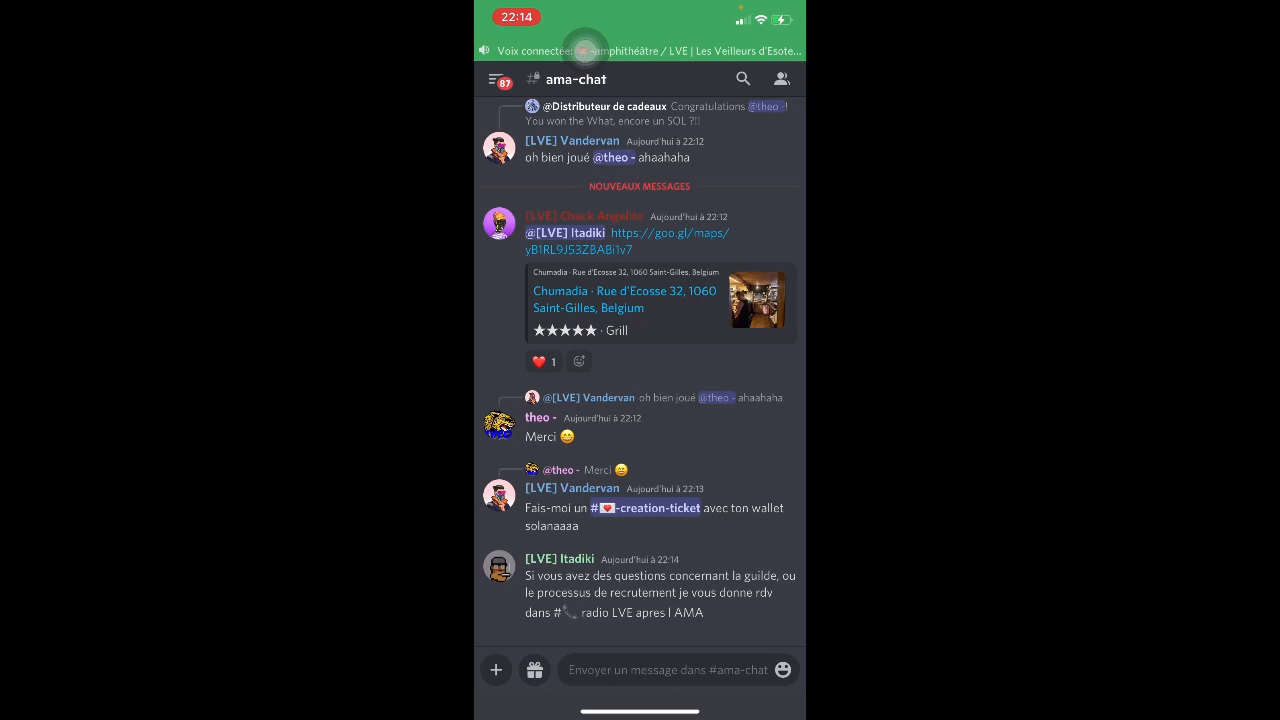 22:14
Voix connectée: -amphithéâtre / LVE | Les Veilleurs d'Esote...
87
# ama-chat
@Distributeur de cadeaux Congratulations @theo -!
You won the What, encore un SOL ?!!
[LVE] Vandervan Aujourd'hui à 22:12
oh bien joué @theo - ahaahaha
NOUVEAUX MESSAGES
[LVE] Chuck Angelito Aujourd'hui à 22:12
@[LVE] Itadiki https://goo.gl/maps/
yB1RL9J53ZBABi1v7
Chumadia · Rue d'Ecosse 32, 1060 Saint-Gilles, Belgium
Chumadia · Rue d'Ecosse 32, 1060
Saint-Gilles, Belgium
★★★★★ · Grill
❤️ 1
@[LVE] Vandervan oh bien joué @theo - ahaahaha
theo - Aujourd'hui à 22:12
Merci 😄
@theo - Merci 😄
[LVE] Vandervan Aujourd'hui à 22:13
Fais-moi un #💌-creation-ticket avec ton wallet
solanaaaa
[LVE] Itadiki Aujourd'hui à 22:14
Si vous avez des questions concernant la guilde, ou
le processus de recrutement je vous donne rdv
dans #📞 radio LVE apres l AMA
Envoyer un message dans #ama-chat